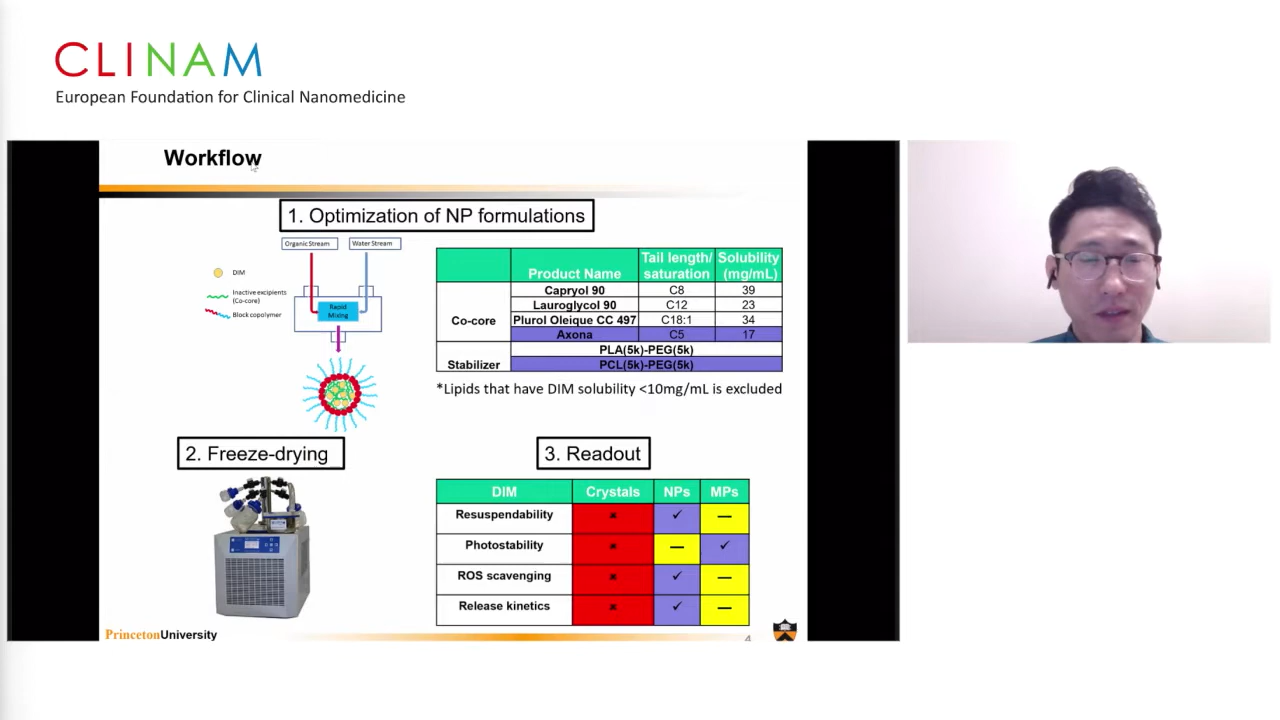 CLINAM
European Foundation for Clinical Nanomedicine
Workflow
1. Optimization of NP formulations
Organic Stream Water Stream
DIM
Inactive excipients
(Co-core)
Block copolymer
Rapid
Mixing
Product Name Tail length/ saturation Solubility (mg/mL)
Co-core
Capryol 90 C8 39
Lauroglycol 90 C12 23
Plurol Oleique CC 497 C18:1 34
Axona C5 17
Stabilizer
PLA(5k)-PEG(5k)
PCL(5k)-PEG(5k)
*Lipids that have DIM solubility <10mg/mL is excluded
2. Freeze-drying
3. Readout
DIM Crystals NPs MPs
Resuspendability × ✓ —
Photostability × — ✓
ROS scavenging × ✓ —
Release kinetics × ✓ —
PrincetonUniversity
4